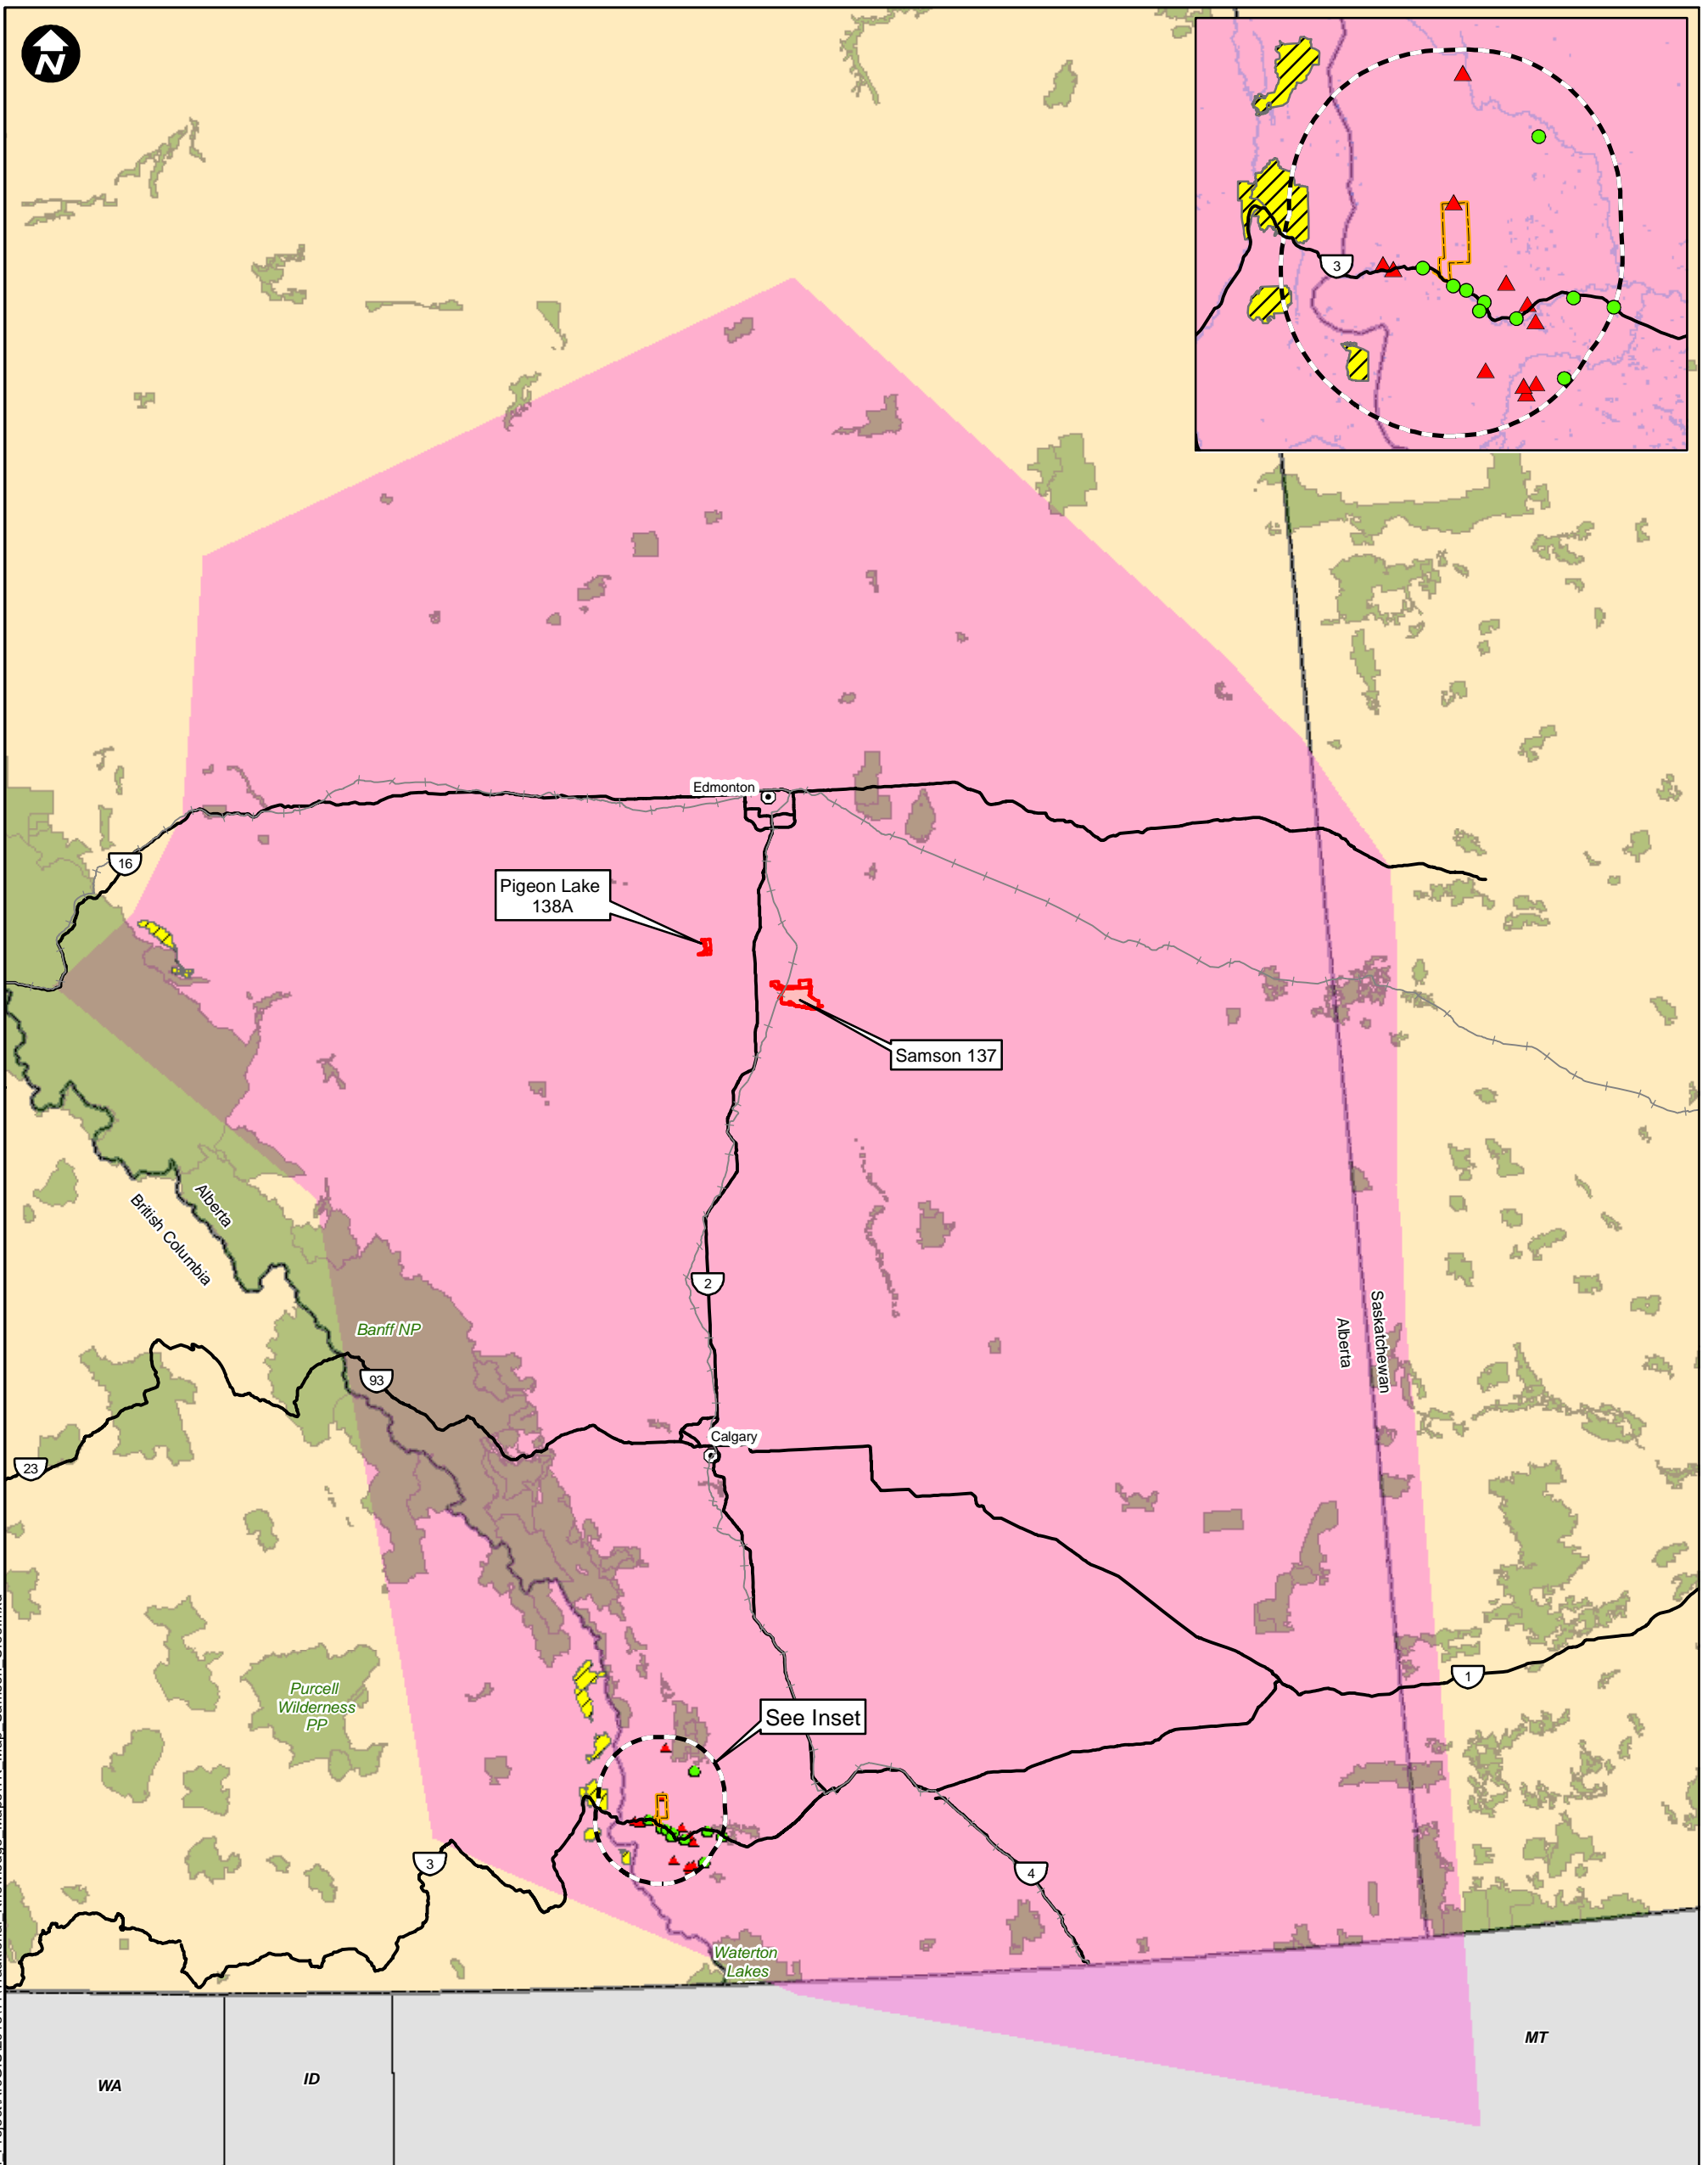 N
3
Edmonton
16
Pigeon Lake
138A
Samson 137
Alberta
British Columbia
2
Banff NP
Alberta
Saskatchewan
93
Calgary
23
Purcell
Wilderness
PP
1
See Inset
3
4
Waterton
Lakes
MT
WA
ID